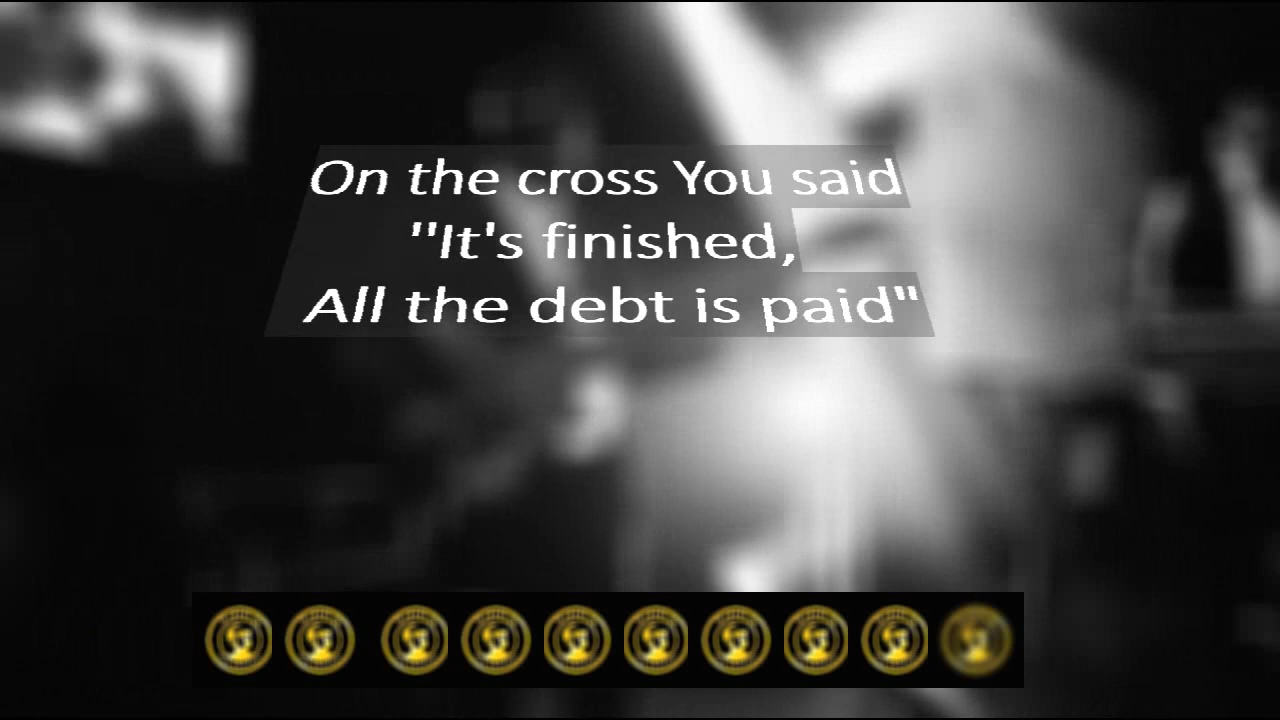 On the cross You said
"It's finished,
All the debt is paid"